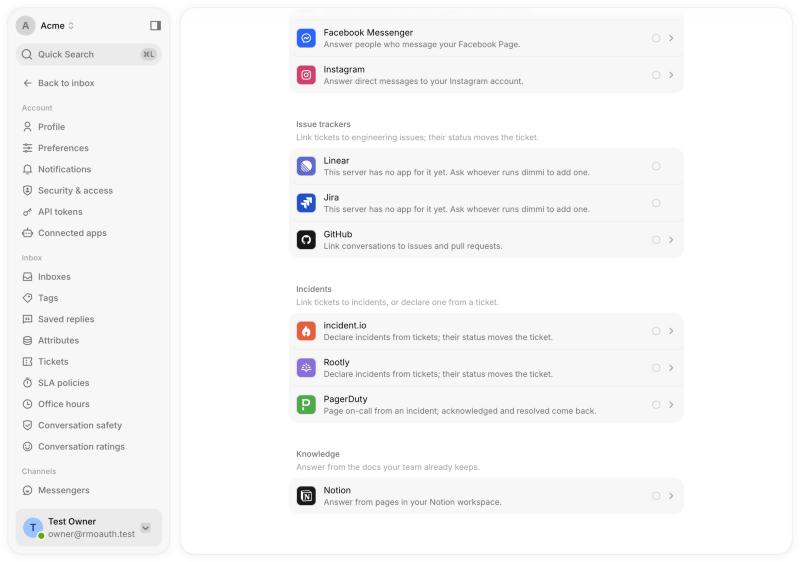 A Acme
Quick Search ⌘L
Back to inbox
Account
Profile
Preferences
Notifications
Security & access
API tokens
Connected apps
Inbox
Inboxes
Tags
Saved replies
Attributes
Tickets
SLA policies
Office hours
Conversation safety
Conversation ratings
Channels
Messengers
T Test Owner
owner@rmoauth.test
Facebook Messenger
Answer people who message your Facebook Page.
Instagram
Answer direct messages to your Instagram account.
Issue trackers
Link tickets to engineering issues; their status moves the ticket.
Linear
This server has no app for it yet. Ask whoever runs dimmi to add one.
Jira
This server has no app for it yet. Ask whoever runs dimmi to add one.
GitHub
Link conversations to issues and pull requests.
Incidents
Link tickets to incidents, or declare one from a ticket.
incident.io
Declare incidents from tickets; their status moves the ticket.
Rootly
Declare incidents from tickets; their status moves the ticket.
PagerDuty
Page on-call from an incident; acknowledged and resolved come back.
Knowledge
Answer from the docs your team already keeps.
Notion
Answer from pages in your Notion workspace.